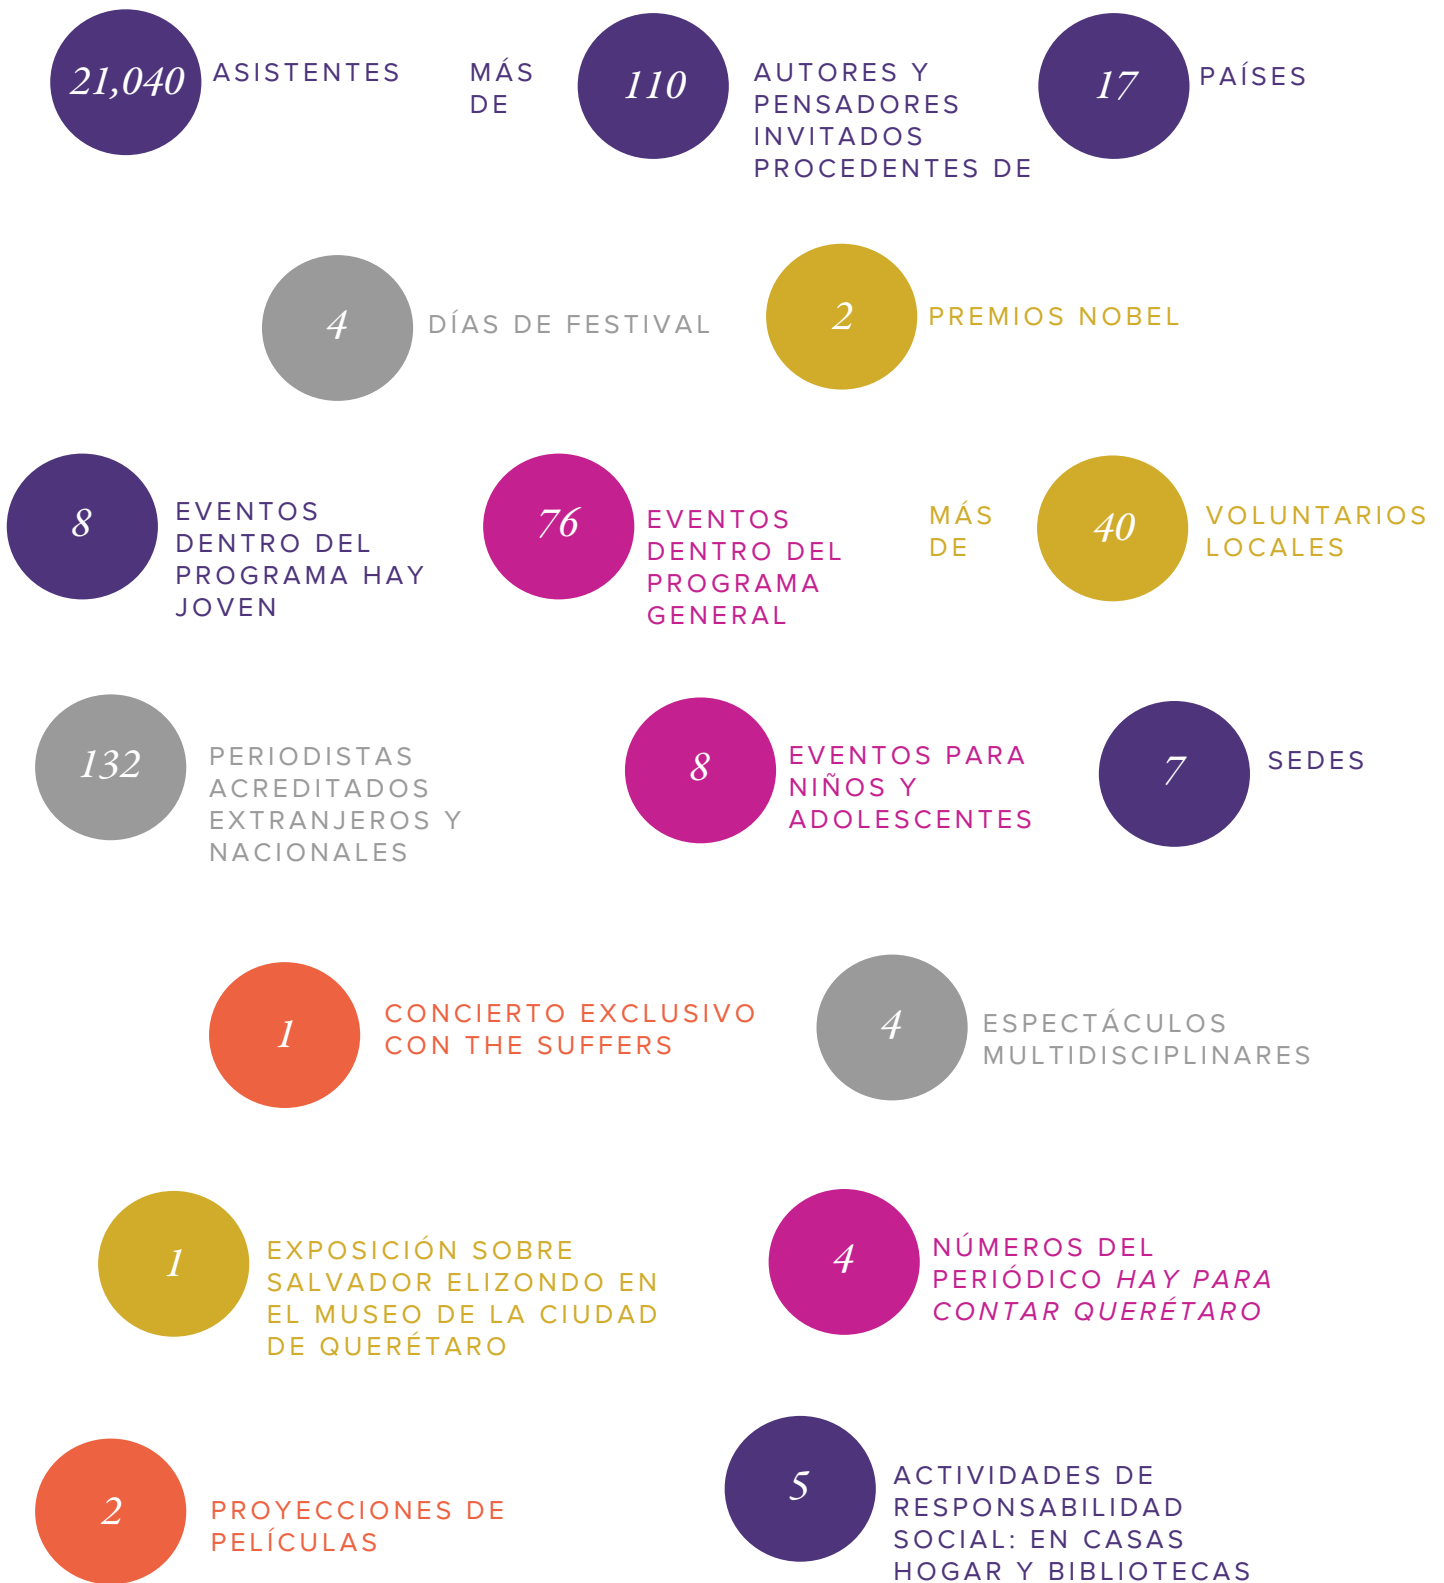 21,040 ASISTENTES
MÁS
DE
110
AUTORES Y
PENSADORES
INVITADOS
PROCEDENTES DE
17 PAÍSES
4 DÍAS DE FESTIVAL
2 PREMIOS NOBEL
8
EVENTOS
DENTRO DEL
PROGRAMA HAY
JOVEN
76
EVENTOS
DENTRO DEL
PROGRAMA
GENERAL
MÁS
DE
40
VOLUNTARIOS
LOCALES
132
PERIODISTAS
ACREDITADOS
EXTRANJEROS Y
NACIONALES
8
EVENTOS PARA
NIÑOS Y
ADOLESCENTES
7 SEDES
1
CONCIERTO EXCLUSIVO
CON THE SUFFERS
4
ESPECTÁCULOS
MULTIDISCIPLINARES
1
EXPOSICIÓN SOBRE
SALVADOR ELIZONDO EN
EL MUSEO DE LA CIUDAD
DE QUERÉTARO
4
NÚMEROS DEL
PERIÓDICO HAY PARA
CONTAR QUERÉTARO
2
PROYECCIONES DE
PELÍCULAS
5
ACTIVIDADES DE
RESPONSABILIDAD
SOCIAL: EN CASAS
HOGAR Y BIBLIOTECAS